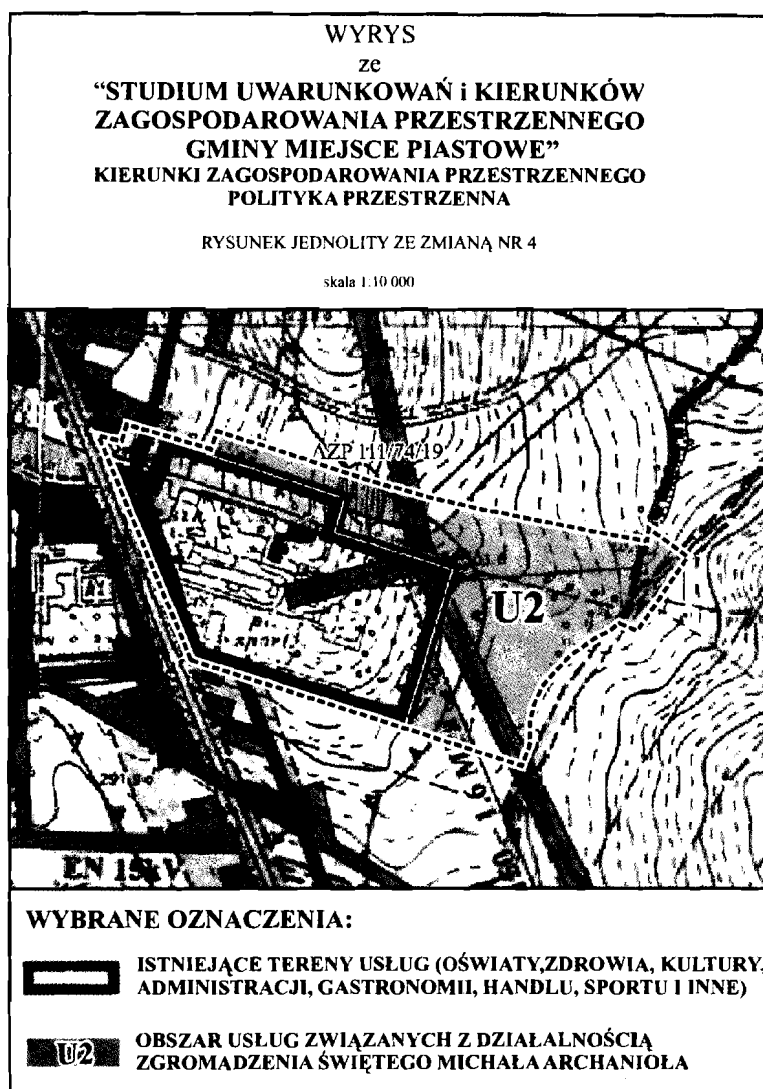 WYRYS
ze
“STUDIUM UWARUNKOWAŃ i KIERUNKÓW
ZAGOSPODAROWANIA PRZESTRZENNEGO
GMINY MIEJSCE PIASTOWE”
KIERUNKI ZAGOSPODAROWANIA PRZESTRZENNEGO
POLITYKA PRZESTRZENNA
RYSUNEK JEDNOLITY ZE ZMIANĄ NR 4
skala 1:10 000
AZP 111/74/19
U2
EN 15kV
WYBRANE OZNACZENIA:
ISTNIEJĄCE TERENY USŁUG (OŚWIATY,ZDROWIA, KULTURY,
ADMINISTRACJI, GASTRONOMII, HANDLU, SPORTU I INNE)
U2
OBSZAR USŁUG ZWIĄZANYCH Z DZIAŁALNOŚCIĄ
ZGROMADZENIA ŚWIĘTEGO MICHAŁA ARCHANIOŁA